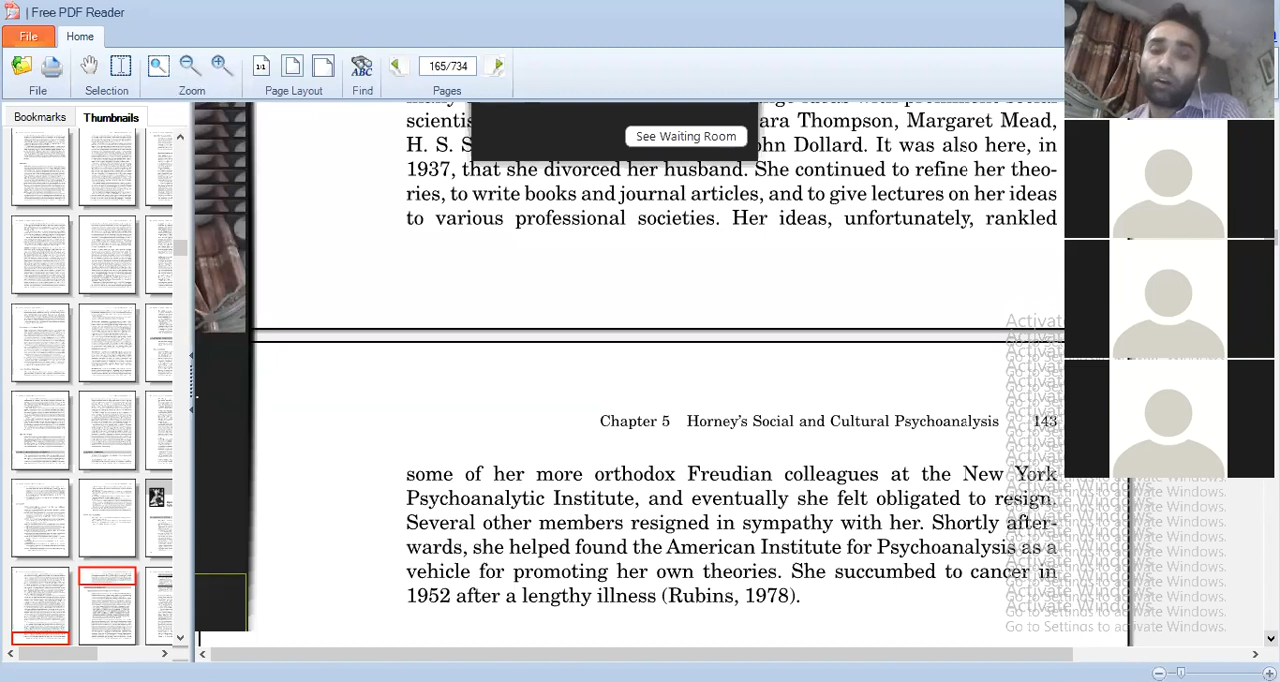 | Free PDF Reader
File
Home
165/734
1/1
ABC
File
Selection
Zoom
Page Layout
Find
Pages
Bookmarks
Thumbnails
See Waiting Room
scientis ara Thompson, Margaret Mead,
H. S. S ohn Dollard. It was also here, in
1937, that she divorced her husband. She continued to refine her theo-
ries, to write books and journal articles, and to give lectures on her ideas
to various professional societies. Her ideas, unfortunately, rankled
Chapter 5 Horney's Social and Cultural Psychoanalysis 143
some of her more orthodox Freudian colleagues at the New York
Psychoanalytic Institute, and eventually she felt obligated to resign.
Several other members resigned in sympathy with her. Shortly after-
wards, she helped found the American Institute for Psychoanalysis as a
vehicle for promoting her own theories. She succumbed to cancer in
1952 after a lengthy illness (Rubins, 1978).
Activate Windows
Go to Settings to activate Windows.